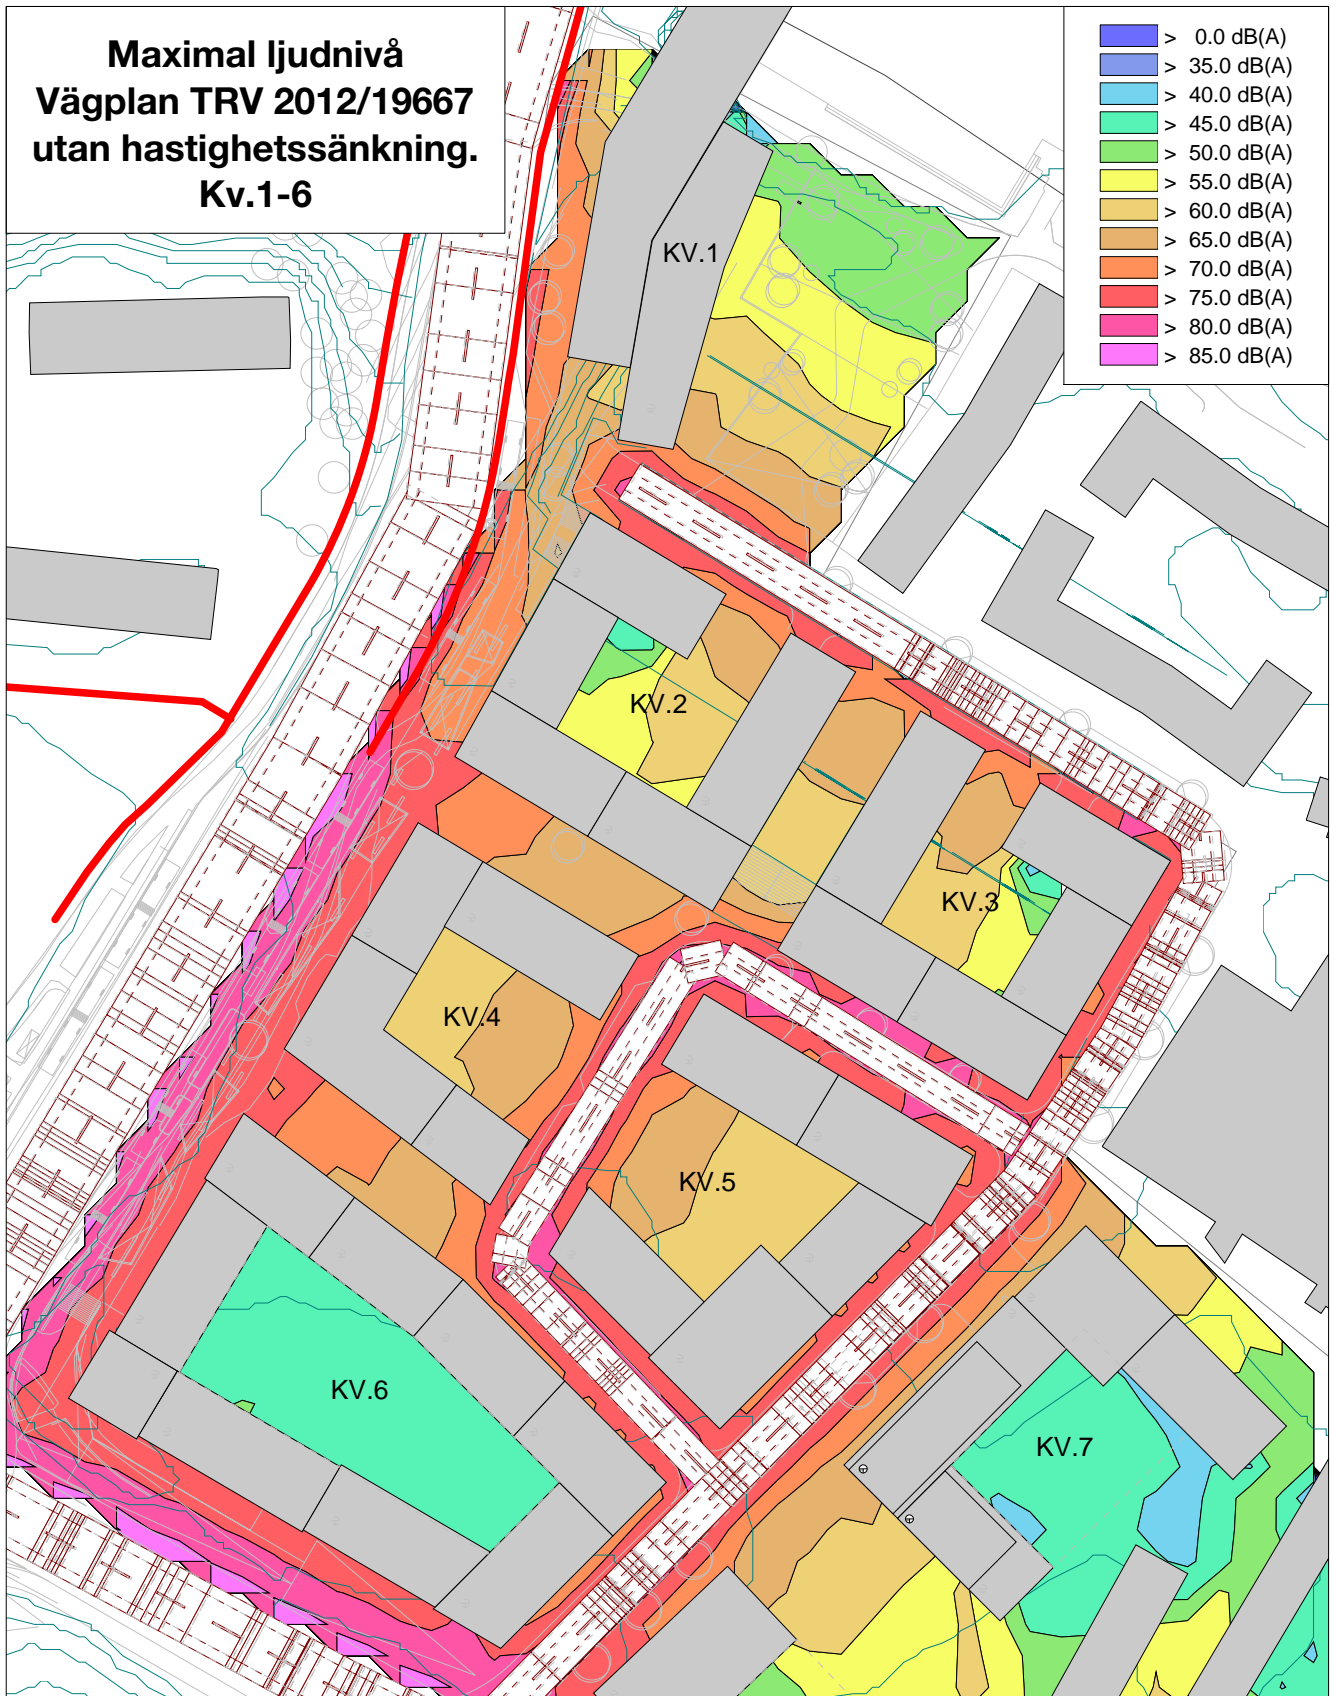 Maximal ljudnivå
Vägplan TRV 2012/19667
utan hastighetssänkning.
Kv.1-6
> 0.0 dB(A)
> 35.0 dB(A)
> 40.0 dB(A)
> 45.0 dB(A)
> 50.0 dB(A)
> 55.0 dB(A)
> 60.0 dB(A)
> 65.0 dB(A)
> 70.0 dB(A)
> 75.0 dB(A)
> 80.0 dB(A)
> 85.0 dB(A)
KV.1
KV.2
KV.3
KV.4
KV.5
KV.6
KV.7